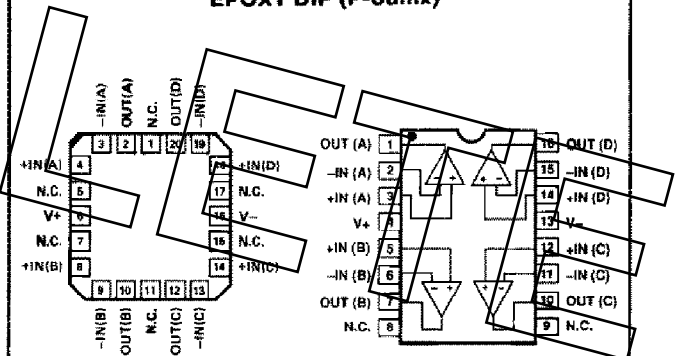 EPOXY DIP (P-Suffix)
–IN(A) OUT(A) N.C. OUT(D) –IN(D)
3 2 1 20 19
+IN(A) 4 18 +IN(D)
N.C. 5 17 N.C.
V+ 6 16 V–
N.C. 7 15 N.C.
+IN(B) 8 14 +IN(C)
9 10 11 12 13
–IN(B) OUT(B) N.C. OUT(C) –IN(C)
OUT (A) 1 16 OUT (D)
–IN (A) 2 15 –IN (D)
+IN (A) 3 14 +IN (D)
V+ 4 13 V–
+IN (B) 5 12 +IN (C)
–IN (B) 6 11 –IN (C)
OUT (B) 7 10 OUT (C)
N.C. 8 9 N.C.